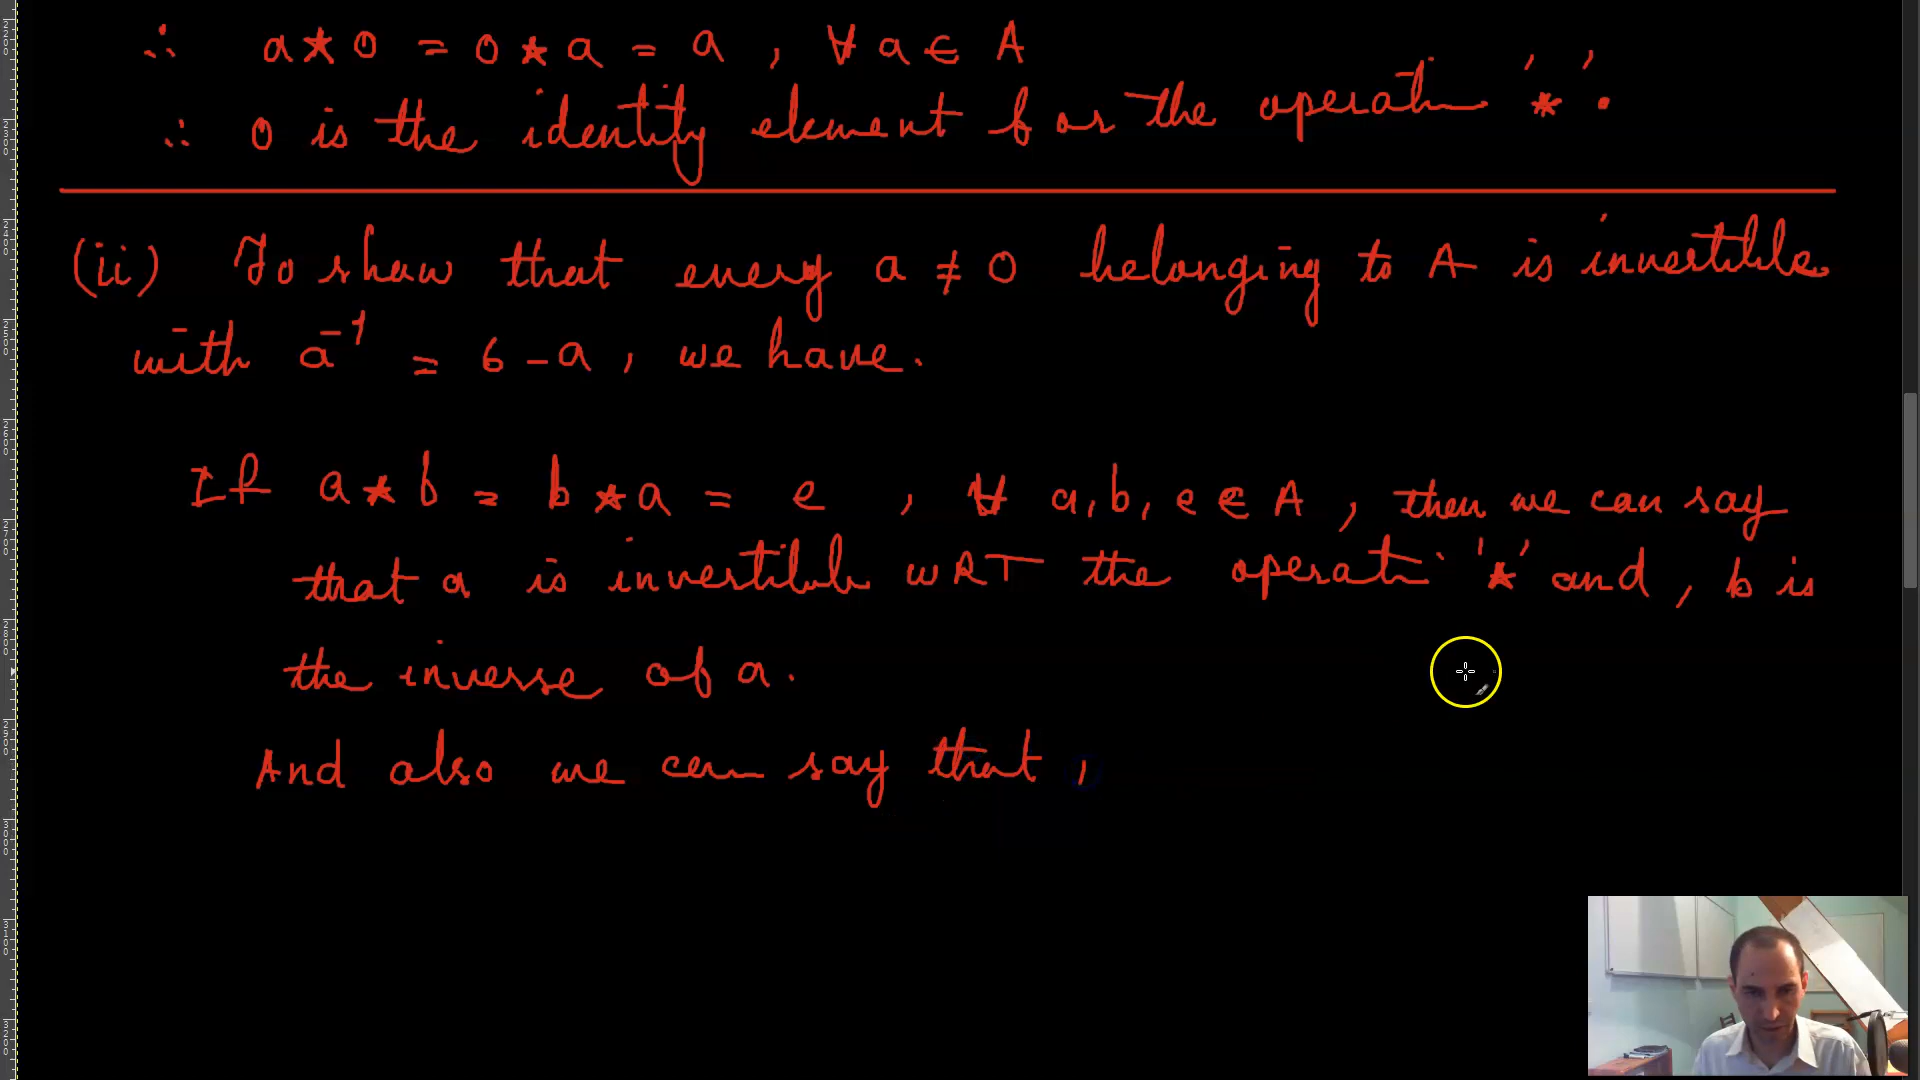 ∴ a * 0 = 0 * a = a , ∀ a ∈ A
∴ 0 is the identity element for the operation '*'.
(ii) To show that every a ≠ 0 belonging to A is invertible
with a⁻¹ = 6 - a , we have.
If a * b = b * a = e , ∀ a, b, e ∈ A , then we can say
that a is invertible WRT the operation '*' and , b is
the inverse of a.
And also we can say that ,